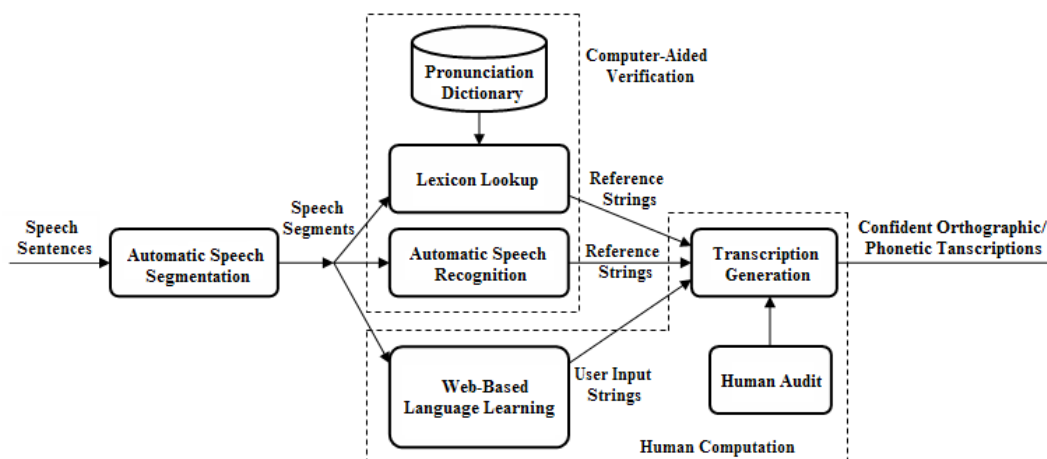 Pronunciation
Dictionary
Computer-Aided
Verification
Lexicon Lookup
Reference
Strings
Speech
Sentences
Speech
Segments
Automatic Speech
Segmentation
Automatic Speech
Recognition
Reference
Strings
Transcription
Generation
Confident Orthographic/
Phonetic Tanscriptions
Web-Based
Language Learning
User Input
Strings
Human Audit
Human Computation